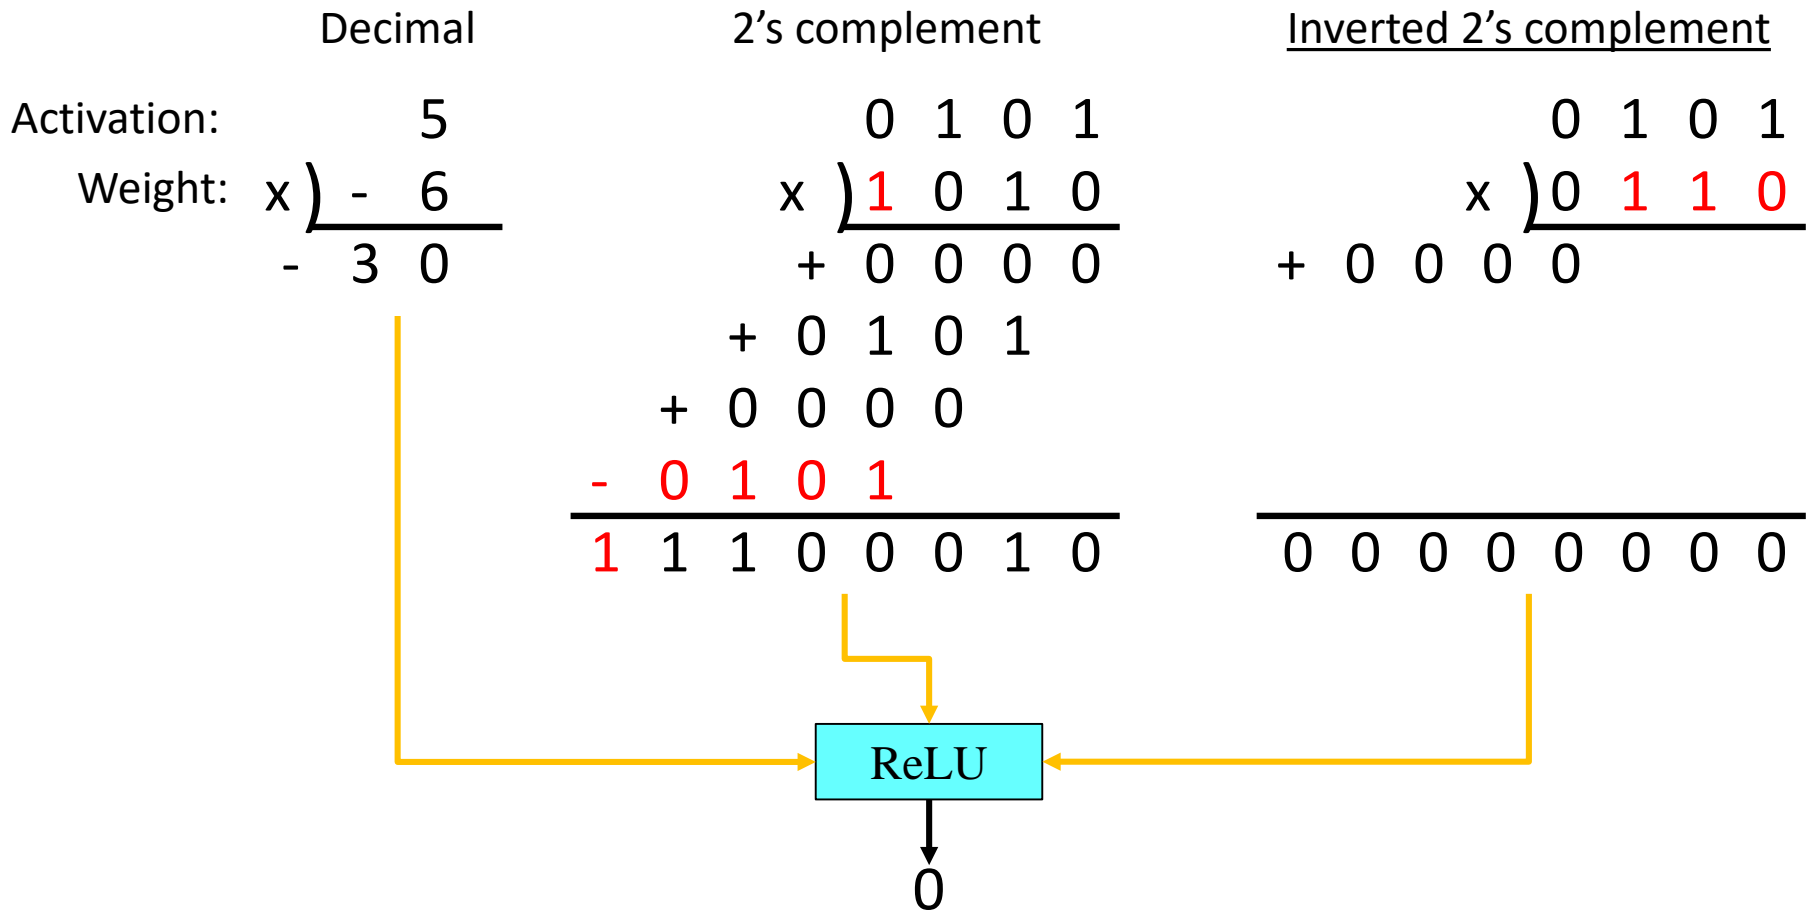 Decimal 2's complement Inverted 2’s complement
Activation: 5 0 1 0 1 0 1 0 1
Weight: x ) - 6 x ) 1 0 1 0 x ) 0 1 1 0
- 3 0 + 0 0 0 0 + 0 0 0 0
+ 0 1 0 1
+ 0 0 0 0
- 0 1 0 1
1 1 1 0 0 0 1 0 0 0 0 0 0 0 0 0
ReLU
0